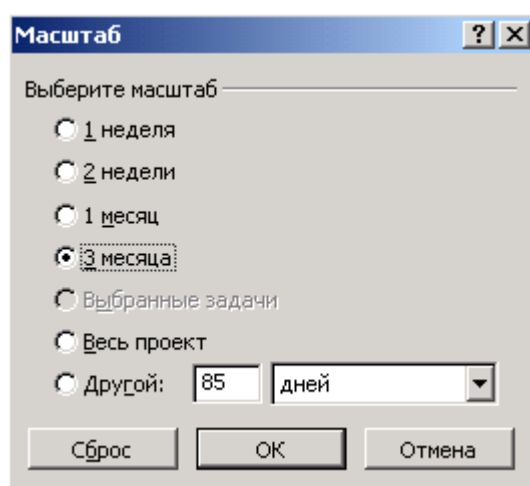 Масштаб
Выберите масштаб
1 неделя
2 недели
1 месяц
3 месяца
Выбранные задачи
Весь проект
Другой: 85 дней
Сброс ОК Отмена